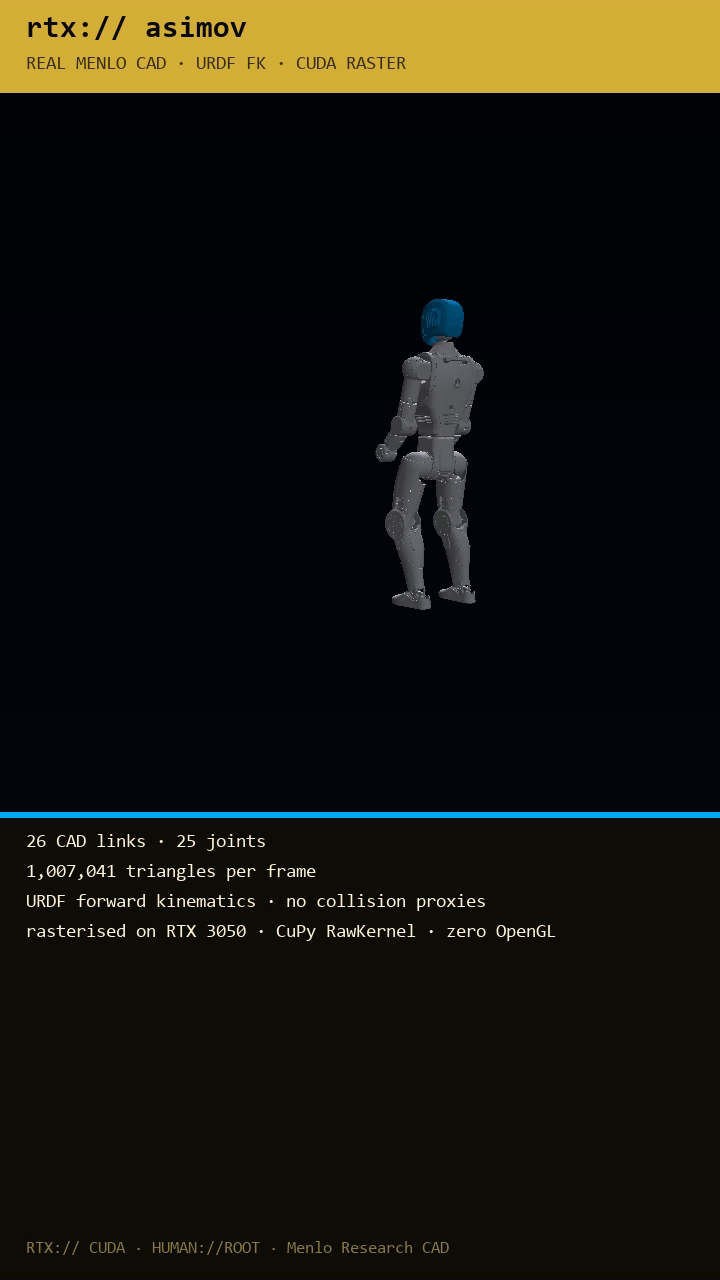 rtx:// asimov
REAL MENLO CAD · URDF FK · CUDA RASTER
26 CAD links · 25 joints
1,007,041 triangles per frame
URDF forward kinematics · no collision proxies
rasterised on RTX 3050 · CuPy RawKernel · zero OpenGL
RTX:// CUDA · HUMAN://ROOT · Menlo Research CAD